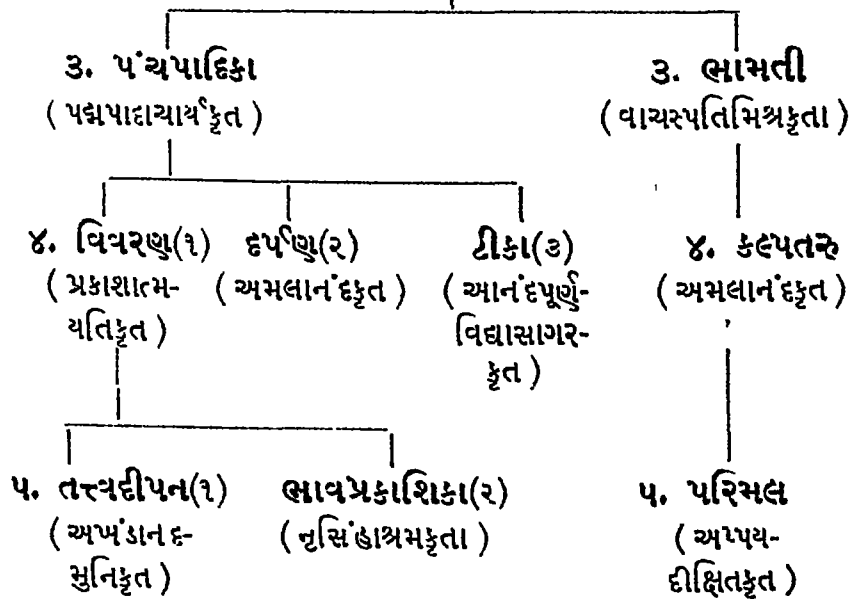 ૩. પંચપાદિકા
( પદ્મપાદાચાર્યકૃત )
૩. ભામતી
( વાચસ્પતિમિશ્રકૃતા )
૪. વિવરણ(૧)
( પ્રકાશાત્મ-
યતિકૃત )
દર્પણ(૨)
( અમલાનંદકૃત )
ટીકા(૩)
( આનંદપૂર્ણ-
વિદ્યાસાગર-
કૃત )
૪. કલ્પતરુ
( અમલાનંદકૃત )
૫. તત્ત્વદીપન(૧)
( અખંડાનંદ-
મુનિકૃત )
ભાવપ્રકાશિકા(૨)
( નૃસિંહાશ્રમકૃતા )
૫. પરિમલ
( અપ્પય-
દીક્ષિતકૃત )